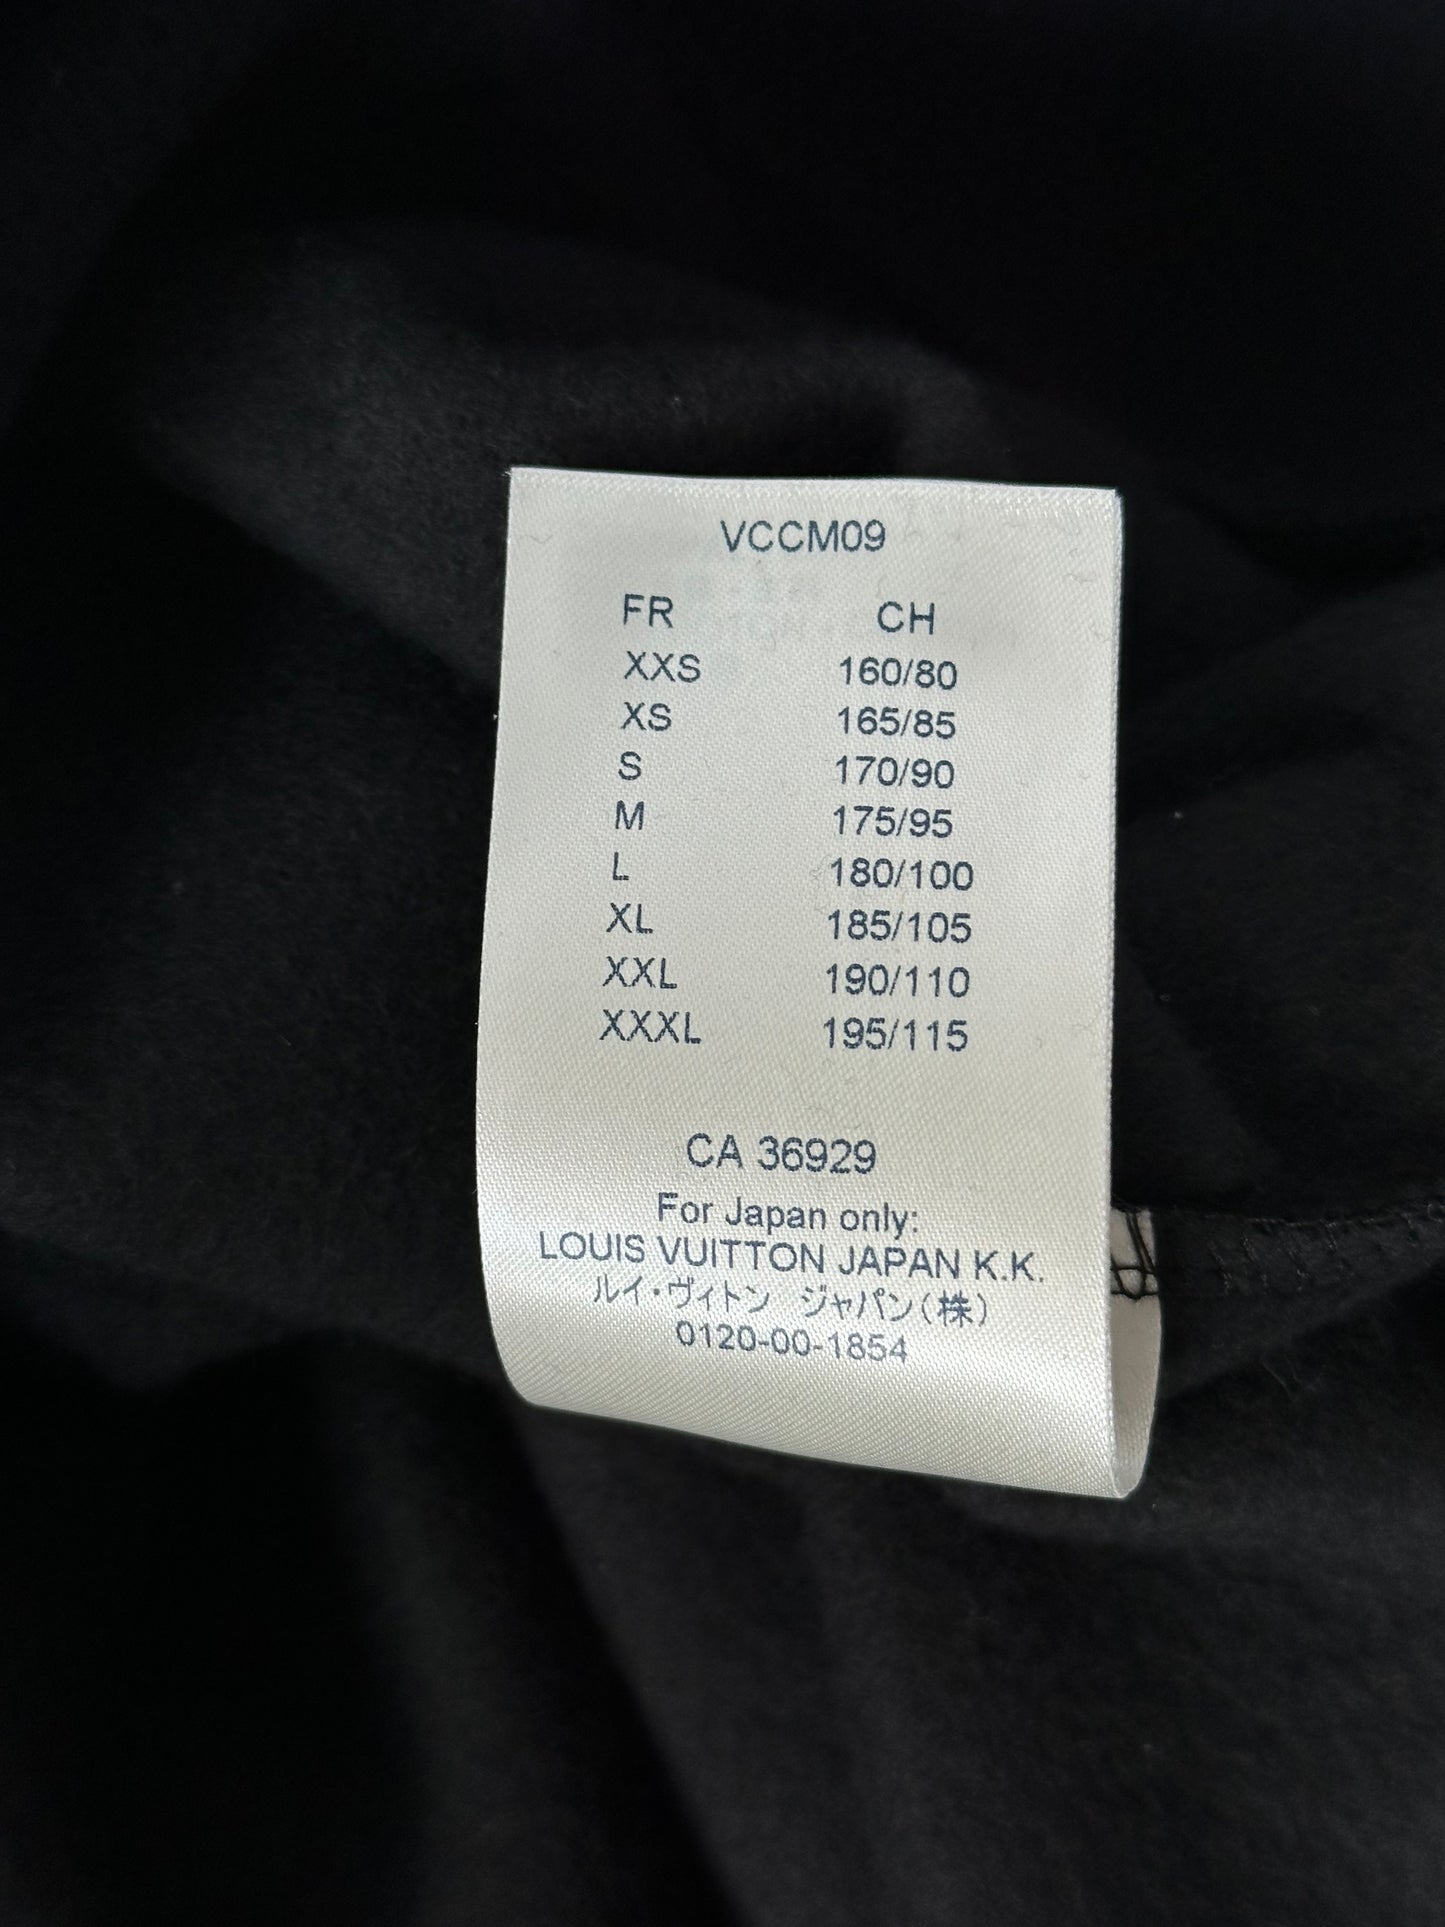 VCCM09
FR CH
XXS 160/80
XS 165/85
S 170/90
M 175/95
L 180/100
XL 185/105
XXL 190/110
XXXL 195/115
CA 36929
For Japan only:
LOUIS VUITTON JAPAN K.K.
ルイ・ヴィトン ジャパン(株)
0120-00-1854